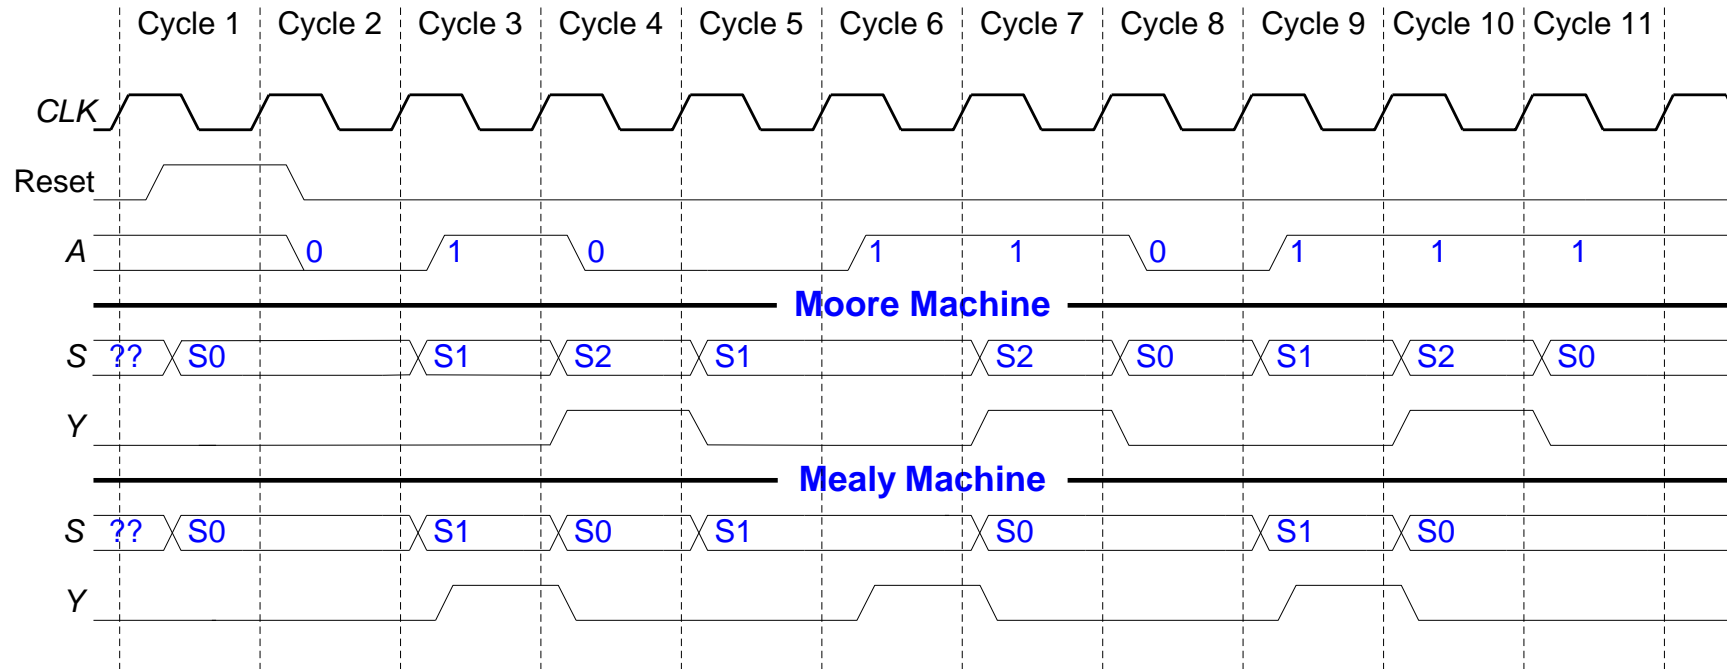 Cycle 1 Cycle 2 Cycle 3 Cycle 4 Cycle 5 Cycle 6 Cycle 7 Cycle 8 Cycle 9 Cycle 10 Cycle 11
CLK
Reset
A 0 1 0 1 1 0 1 1 1
Moore Machine
S ?? S0 S1 S2 S1 S2 S0 S1 S2 S0
Y
Mealy Machine
S ?? S0 S1 S0 S1 S0 S1 S0
Y